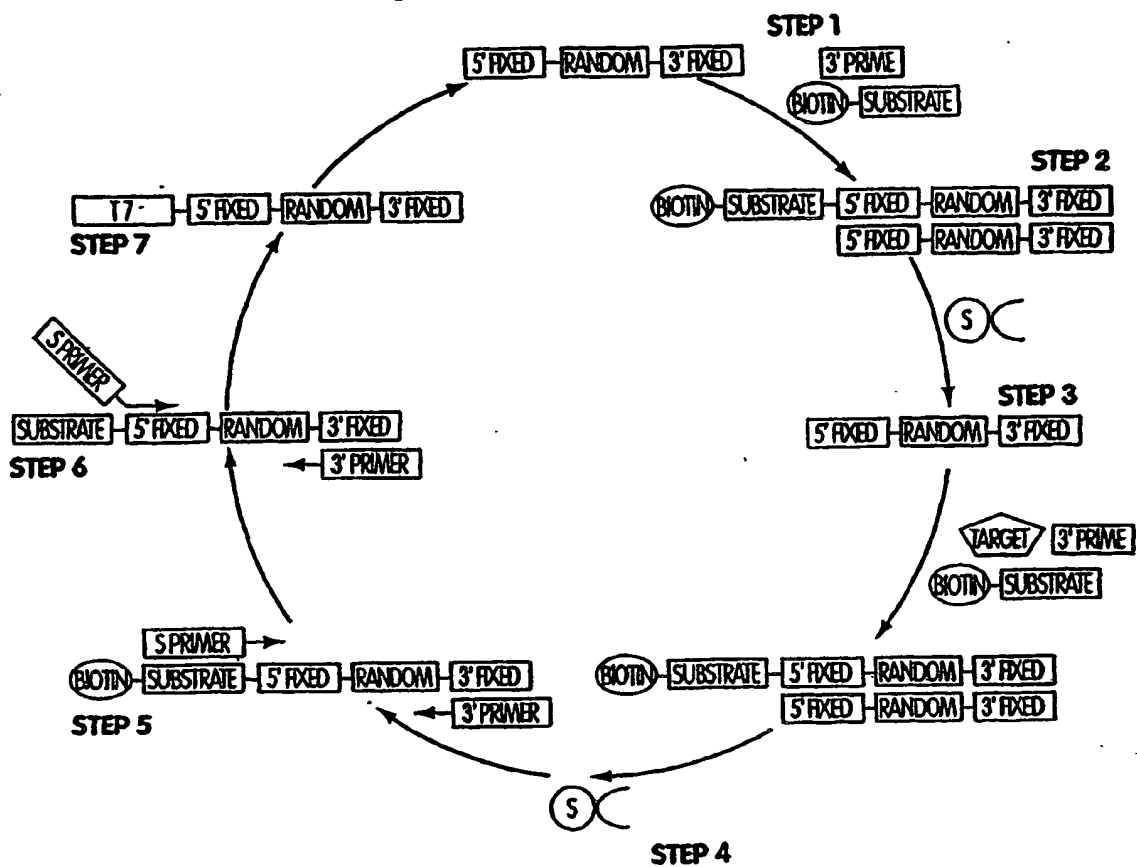 STEP 1
5' FIXED RANDOM 3' FIXED
3' PRIME
BIOTIN SUBSTRATE
STEP 2
BIOTIN SUBSTRATE 5' FIXED RANDOM 3' FIXED
5' FIXED RANDOM 3' FIXED
S
STEP 3
5' FIXED RANDOM 3' FIXED
TARGET 3' PRIME
BIOTIN SUBSTRATE
BIOTIN SUBSTRATE 5' FIXED RANDOM 3' FIXED
5' FIXED RANDOM 3' FIXED
S
STEP 4
S PRIMER
BIOTIN SUBSTRATE 5' FIXED RANDOM 3' FIXED
3' PRIMER
STEP 5
S PRIMER
SUBSTRATE 5' FIXED RANDOM 3' FIXED
3' PRIMER
STEP 6
T7- 5' FIXED RANDOM 3' FIXED
STEP 7